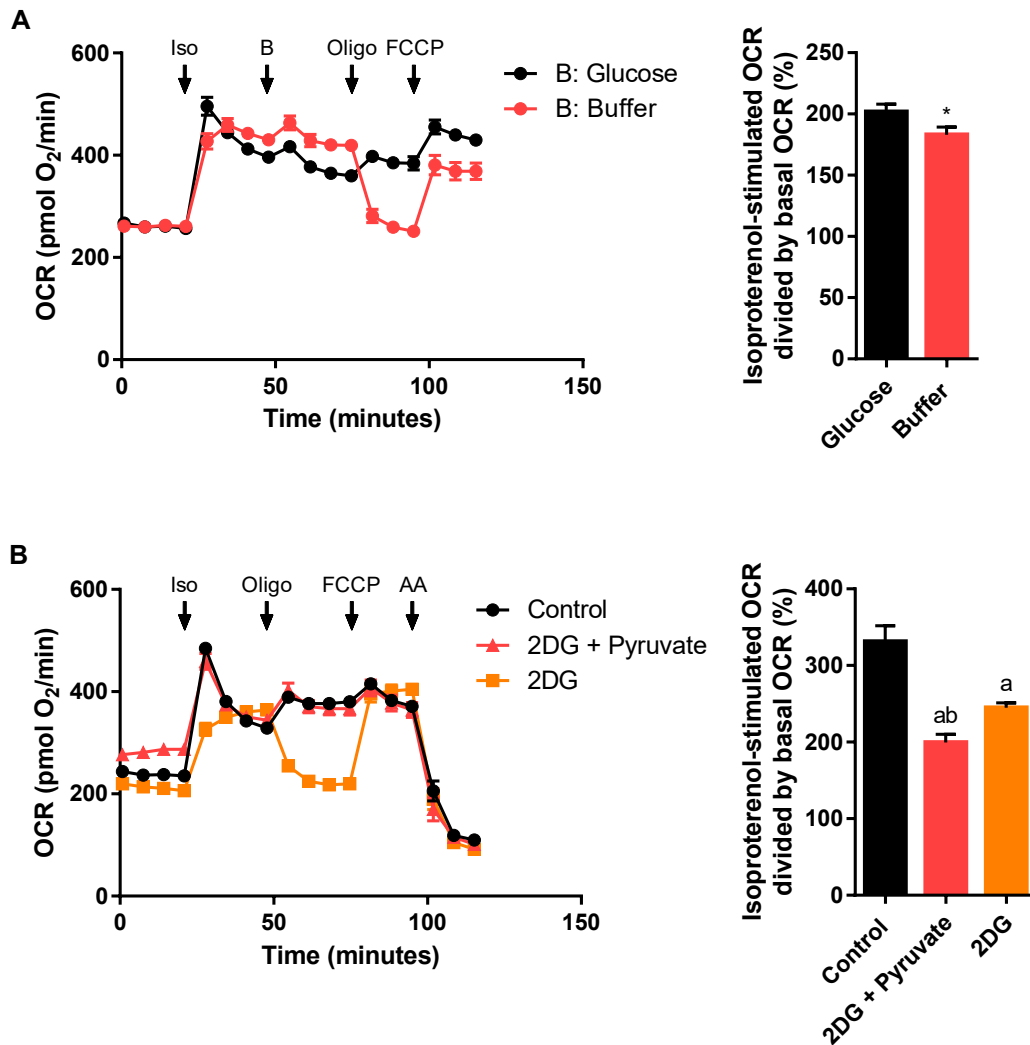 A
Iso B Oligo FCCP
600
400
200
0
OCR (pmol O₂/min)
0 50 100 150
Time (minutes)
B: Glucose
B: Buffer
Isoproterenol-stimulated OCR
divided by basal OCR (%)
250
200
150
100
50
0
*
Glucose
Buffer
B
Iso Oligo FCCP AA
600
400
200
0
OCR (pmol O₂/min)
0 50 100 150
Time (minutes)
Control
2DG + Pyruvate
2DG
Isoproterenol-stimulated OCR
divided by basal OCR (%)
400
300
200
100
0
ab
a
Control
2DG + Pyruvate
2DG